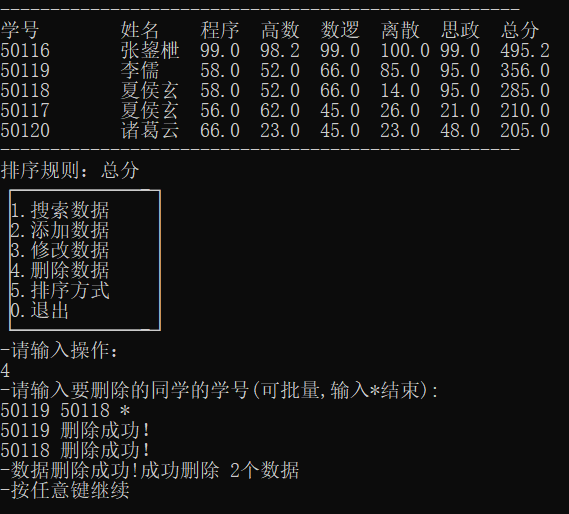 学号 姓名 程序 高数 数逻 离散 思政 总分
50116 张鋆枻 99.0 98.2 99.0 100.0 99.0 495.2
50119 李儒 58.0 52.0 66.0 85.0 95.0 356.0
50118 夏侯玄 58.0 52.0 66.0 14.0 95.0 285.0
50117 夏侯玄 56.0 62.0 45.0 26.0 21.0 210.0
50120 诸葛云 66.0 23.0 45.0 23.0 48.0 205.0
排序规则：总分
1.搜索数据
2.添加数据
3.修改数据
4.删除数据
5.排序方式
0.退出
-请输入操作：
4
-请输入要删除的同学的学号(可批量,输入*结束):
50119 50118 *
50119 删除成功！
50118 删除成功！
-数据删除成功!成功删除 2个数据
-按任意键继续